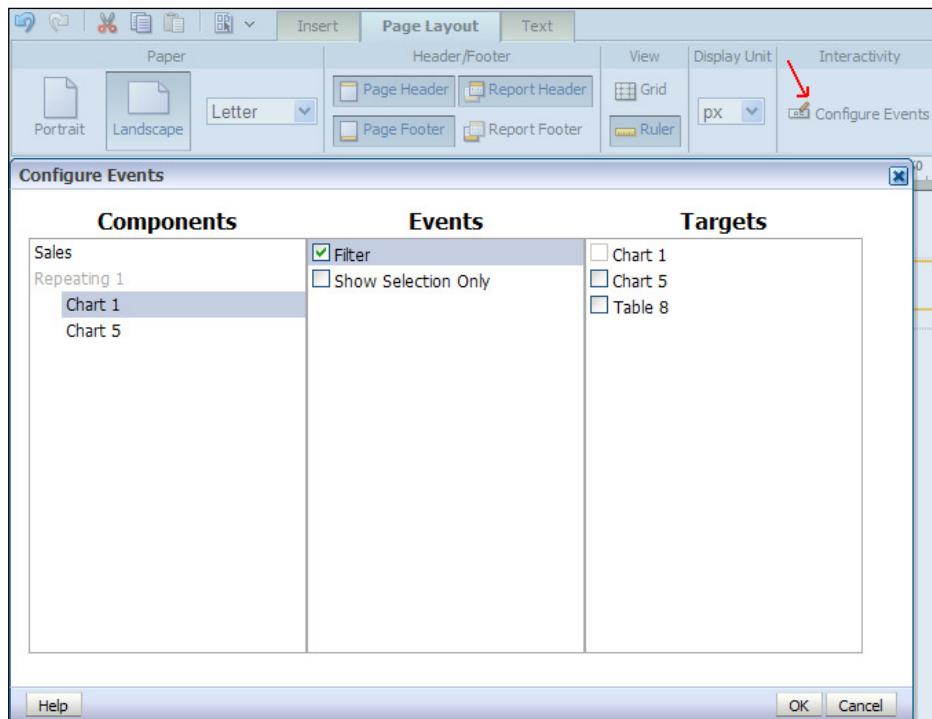 Insert Page Layout Text
Paper Header/Footer View Display Unit Interactivity
Portrait Landscape Letter
Page Header Report Header
Page Footer Report Footer
Grid
Ruler
px
Configure Events
Configure Events
Components Events Targets
Sales
Repeating 1
Chart 1
Chart 5
Filter
Show Selection Only
Chart 1
Chart 5
Table 8
Help OK Cancel